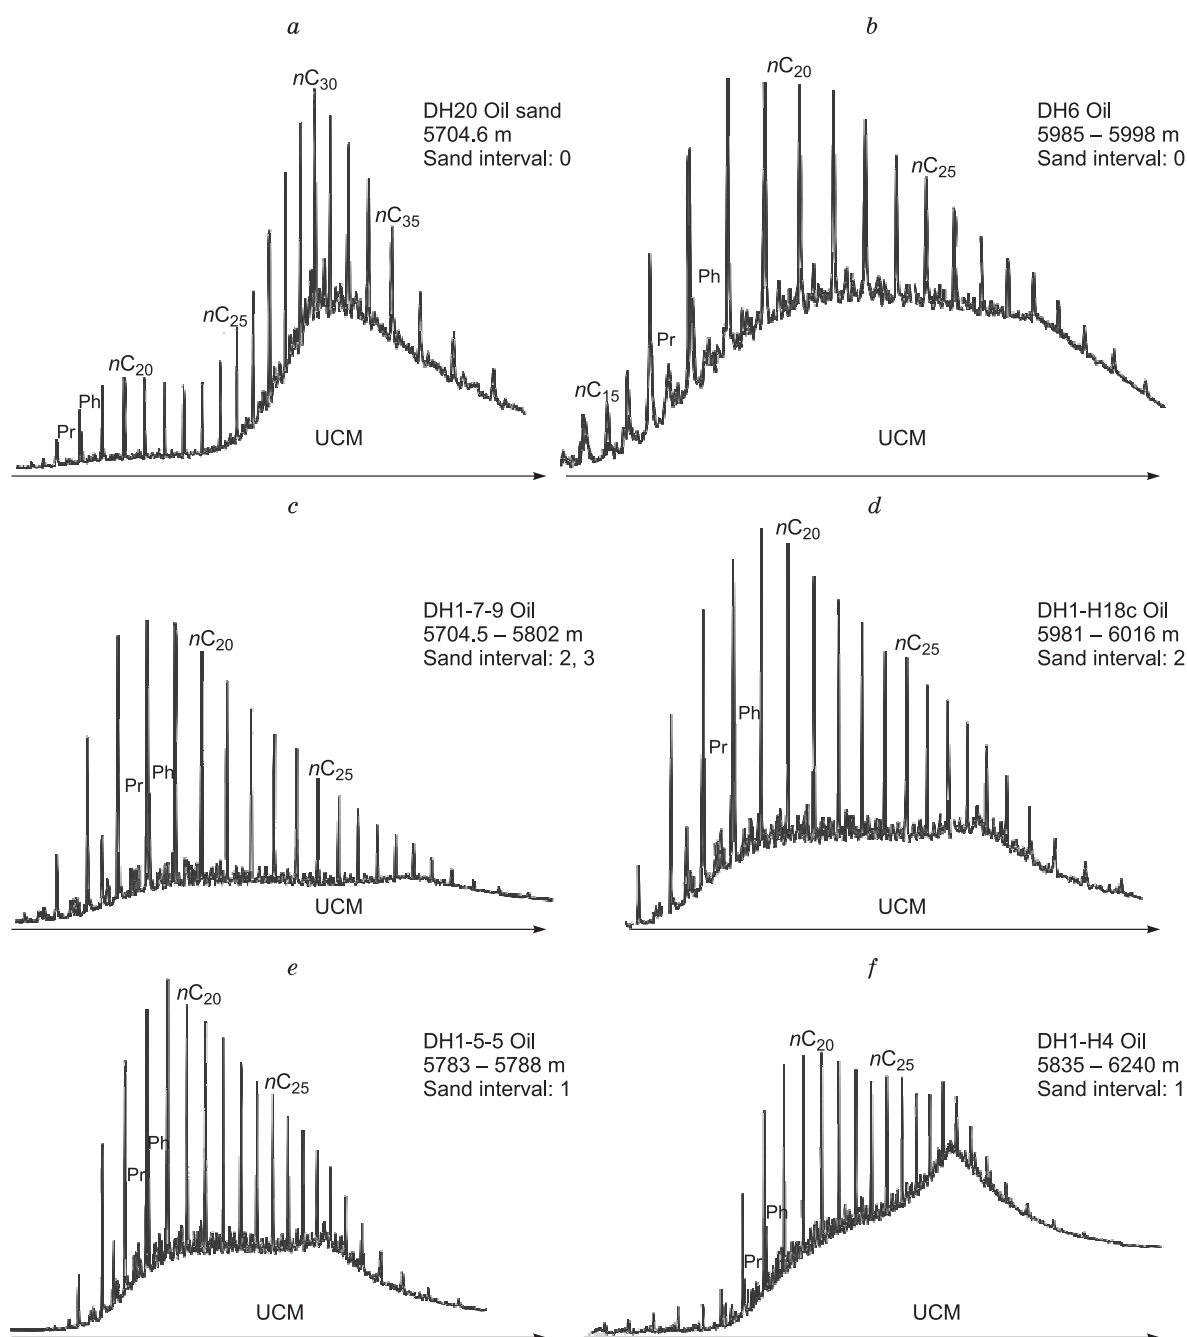 a
nC30
DH20 Oil sand
5704.6 m
Sand interval: 0
nC35
nC25
nC20
Ph
Pr
UCM
b
nC20
DH6 Oil
5985 – 5998 m
Sand interval: 0
nC25
Ph
Pr
nC15
UCM
c
DH1-7-9 Oil
5704.5 – 5802 m
Sand interval: 2, 3
nC20
nC25
Pr
Ph
UCM
d
nC20
DH1-H18c Oil
5981 – 6016 m
Sand interval: 2
nC25
Ph
Pr
UCM
e
nC20
DH1-5-5 Oil
5783 – 5788 m
Sand interval: 1
nC25
Ph
Pr
UCM
f
nC20
nC25
DH1-H4 Oil
5835 – 6240 m
Sand interval: 1
Ph
Pr
UCM